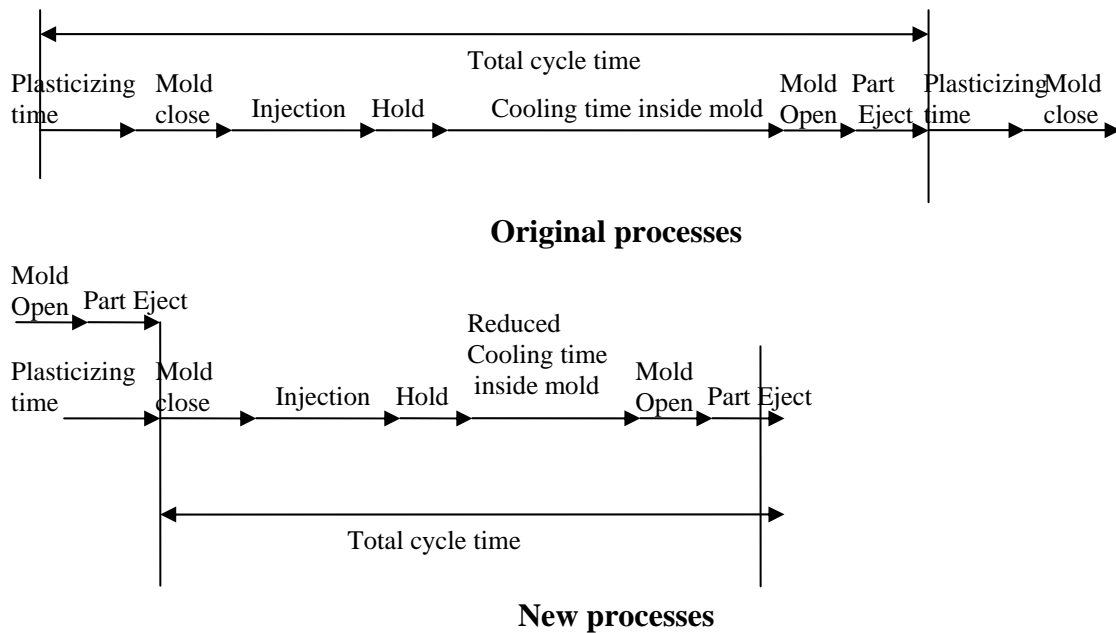 Total cycle time
Plasticizing
time
Mold
close
Injection
Hold
Cooling time inside mold
Mold
Open
Part
Eject
Plasticizing
time
Mold
close
Original processes
Mold
Open
Part Eject
Plasticizing
time
Mold
close
Injection
Hold
Reduced
Cooling time
inside mold
Mold
Open
Part Eject
Total cycle time
New processes